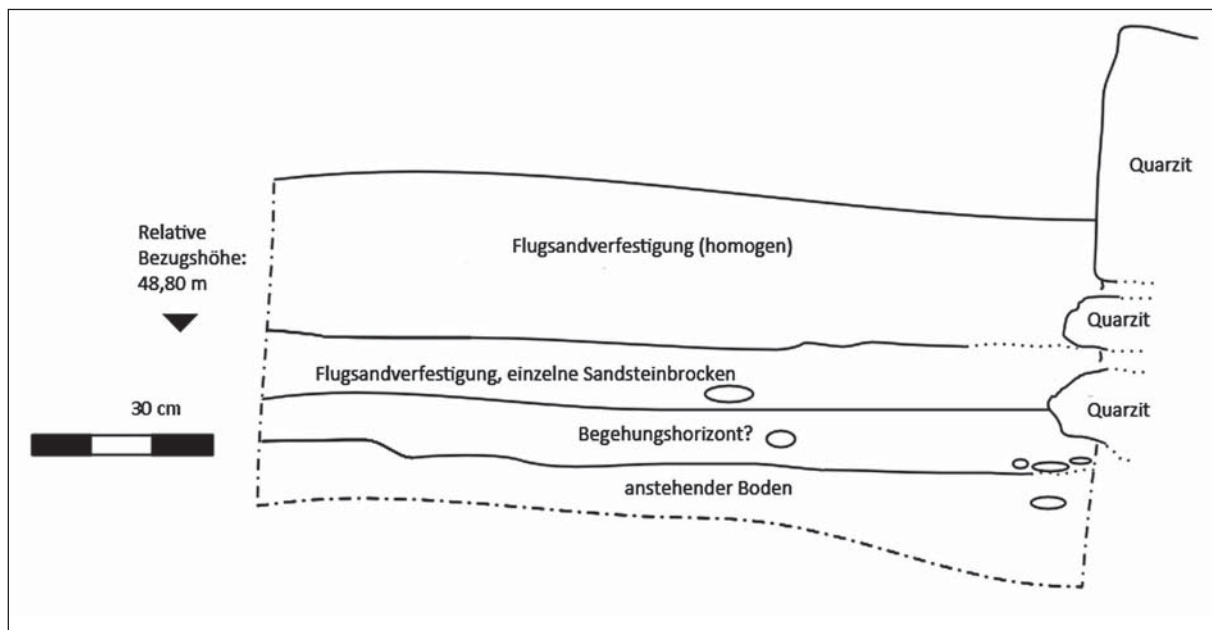 Quarzit
Relative
Bezugshöhe:
48,80 m
Flugsandverfestigung (homogen)
Quarzit
Flugsandverfestigung, einzelne Sandsteinbrocken
30 cm
Quarzit
Begehungshorizont?
anstehender Boden